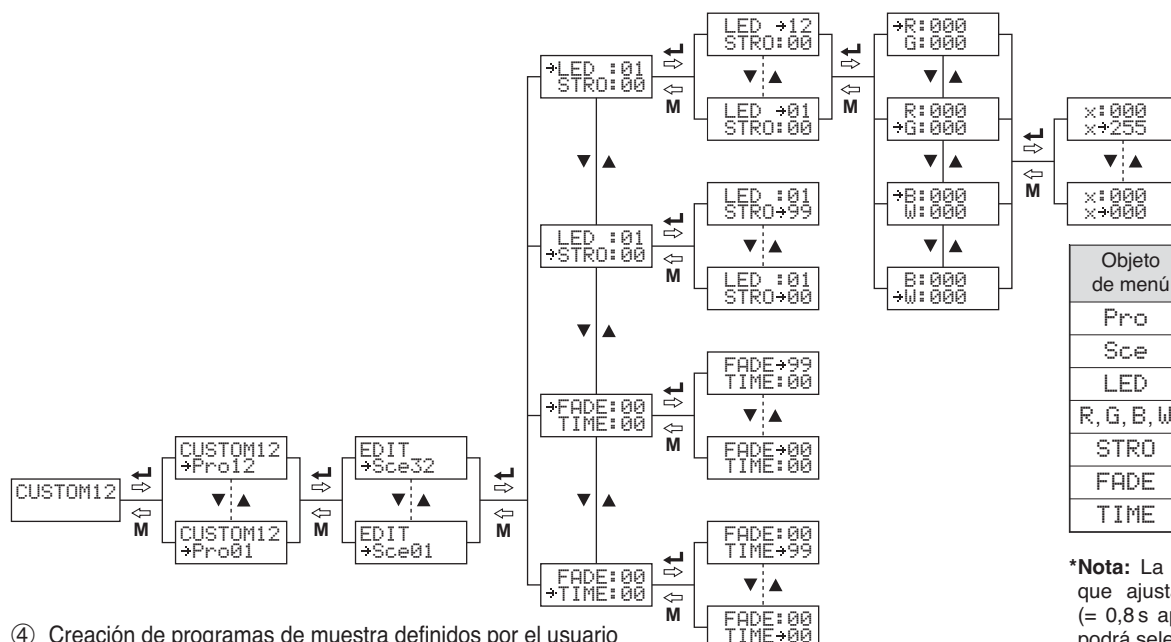 CUSTOM12
CUSTOM12
→Pro12
CUSTOM12
→Pro01
M
EDIT
→Sce32
EDIT
→Sce01
M
M
→LED :01
STRO:00
LED :01
→STRO:00
→FADE:00
TIME:00
FADE:00
→TIME:00
M
LED →12
STRO:00
LED →01
STRO:00
M
LED :01
STRO→99
LED :01
STRO→00
M
FADE→99
TIME:00
FADE→00
TIME:00
M
FADE:00
TIME→99
FADE:00
TIME→00
M
→R:000
G:000
R:000
→G:000
→B:000
W:000
B:000
→W:000
M
x:000
x→255
x:000
x→000
M
Objeto
de menú
Pro
Sce
LED
R,G,B,W
STRO
FADE
TIME
*Nota: La
que ajusta
(= 0,8 s
podrá
④ Creación de programas de muestra definidos por el usuario